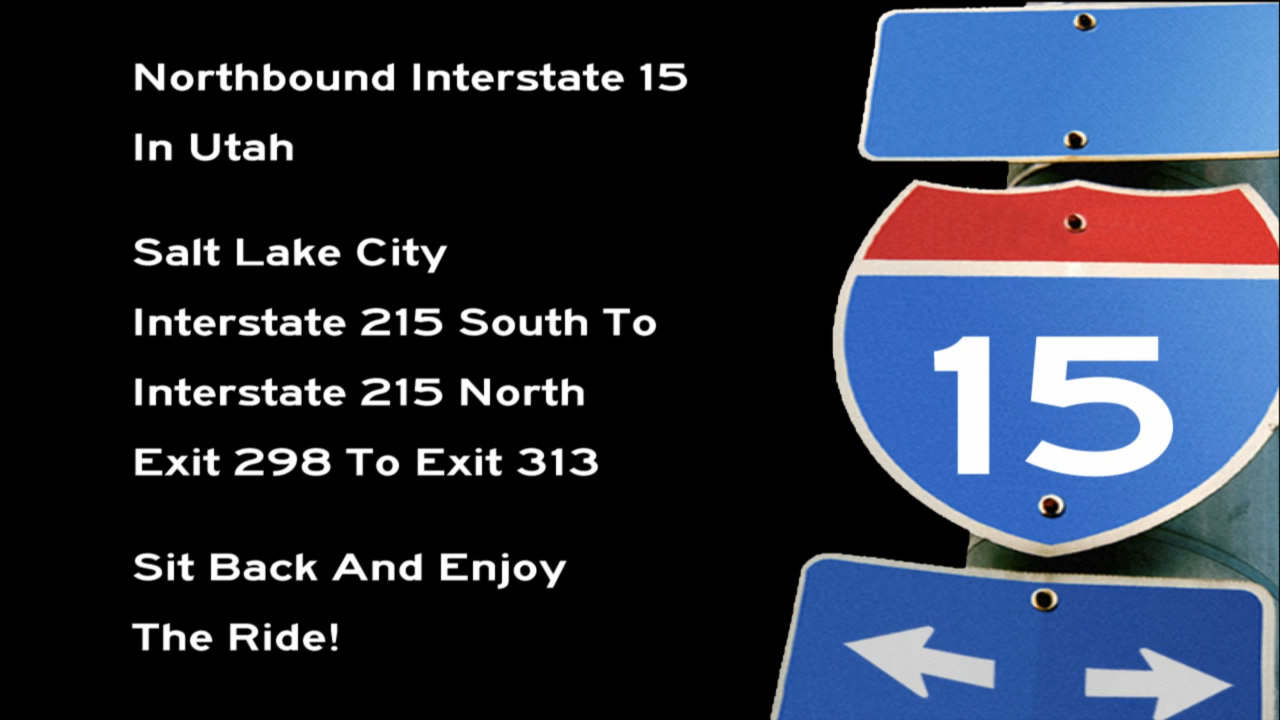 Northbound Interstate 15
In Utah
Salt Lake City
Interstate 215 South To
Interstate 215 North
Exit 298 To Exit 313
Sit Back And Enjoy
The Ride!
15